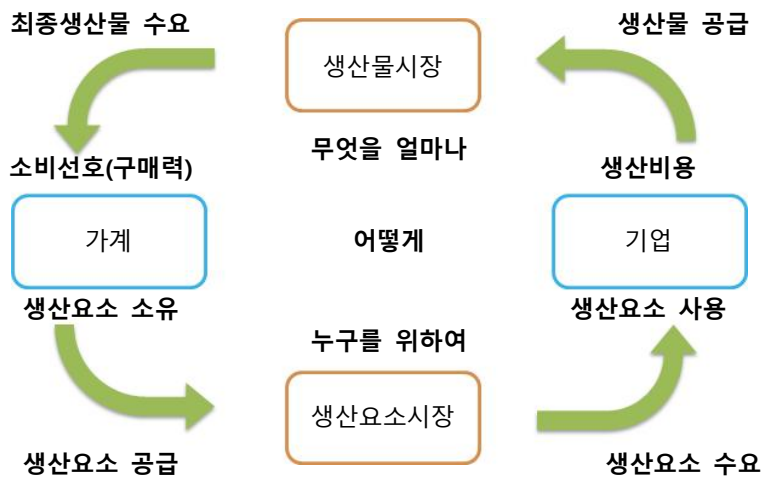 최종생산물 수요
생산물시장
생산물 공급
무엇을 얼마나
소비선호(구매력)
생산비용
가계
어떻게
기업
생산요소 소유
생산요소 사용
누구를 위하여
생산요소시장
생산요소 공급
생산요소 수요